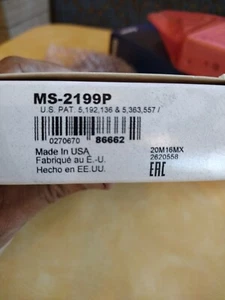 MS-2199P
U.S. PAT. 5,192,136 & 5,363,557 /
0270670 86662
Made In USA
Fabriqué au É.-U.
Hecho en EE.UU.
20M16MX
2620558
EAC